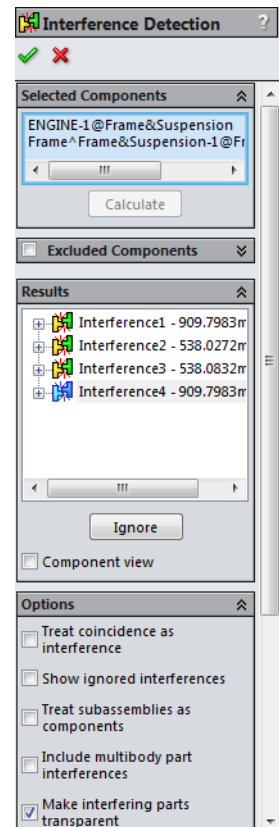 Interference Detection
?
Selected Components
ENGINE-1@Frame&Suspension
Frame^Frame&Suspension-1@Fr
Calculate
Excluded Components
Results
Interference1 - 909.7983m
Interference2 - 538.0272m
Interference3 - 538.0832m
Interference4 - 909.7983m
Ignore
Component view
Options
Treat coincidence as
interference
Show ignored interferences
Treat subassemblies as
components
Include multibody part
interferences
Make interfering parts
transparent